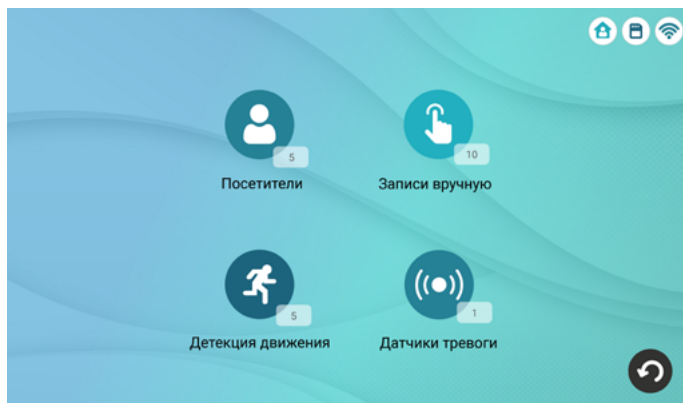 5
10
Посетители
Записи вручную
5
1
Детекция движения
Датчики тревоги